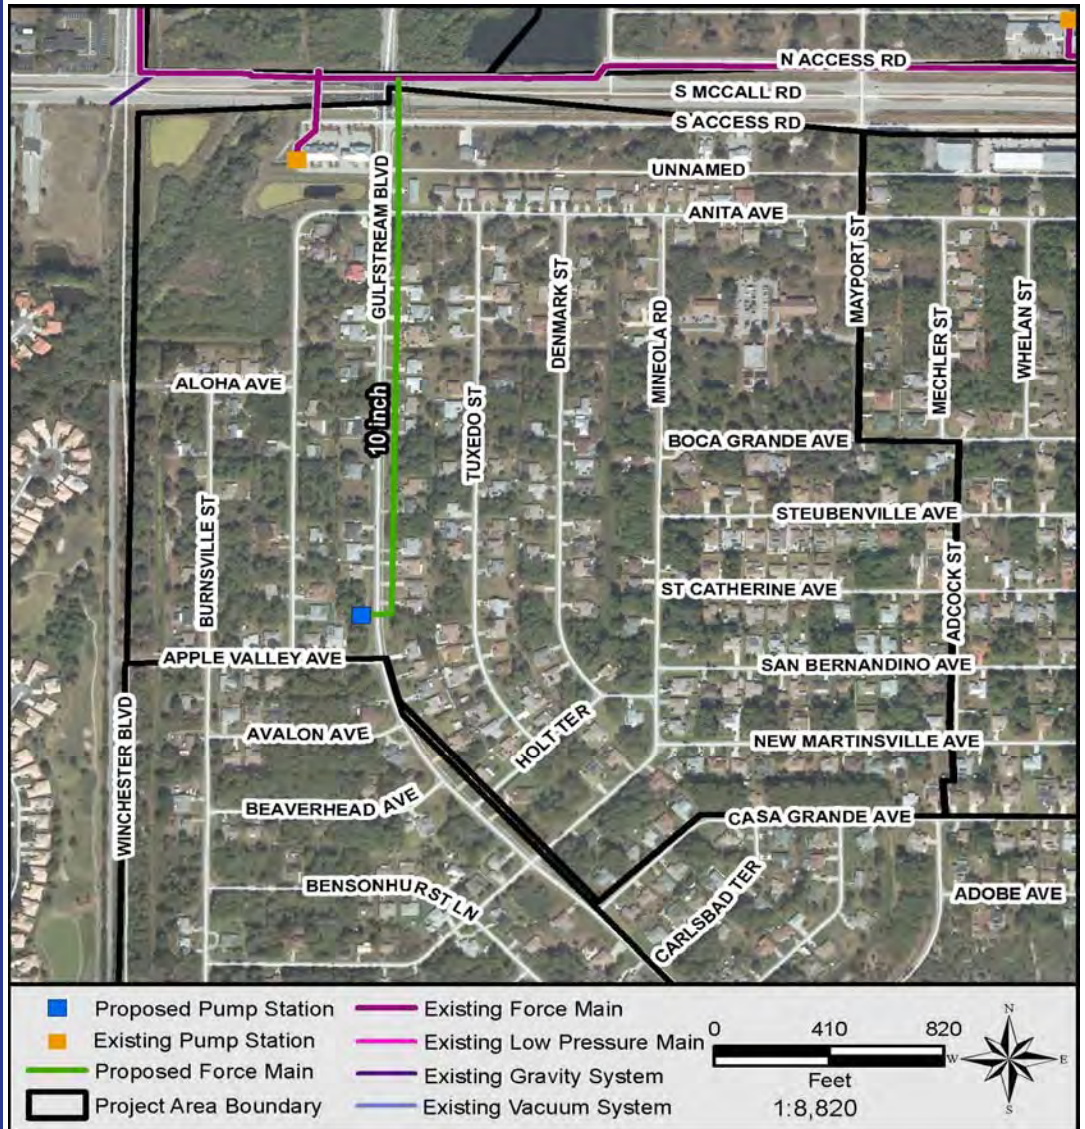 N ACCESS RD
S MCCALL RD
S ACCESS RD
UNNAMED
ANITA AVE
GULFSTREAM BLVD
MAYPORT ST
DENMARK ST
MINEOLA RD
MECHLER ST
WHELAN ST
ALOHA AVE
10 inch
TUXEDO ST
BOCA GRANDE AVE
BURNSVILLE ST
STEUBENVILLE AVE
ADCOCK ST
ST CATHERINE AVE
APPLE VALLEY AVE
SAN BERNANDINO AVE
WINCHESTER BLVD
AVALON AVE
HOLT TER
NEW MARTINSVILLE AVE
BEAVERHEAD AVE
CASA GRANDE AVE
BENSONHURST LN
CARLSBAD TER
ADOBE AVE
Proposed Pump Station
Existing Pump Station
Proposed Force Main
Project Area Boundary
Existing Force Main
Existing Low Pressure Main
Existing Gravity System
Existing Vacuum System
0 410 820
Feet
1:8,820
N
W E
S